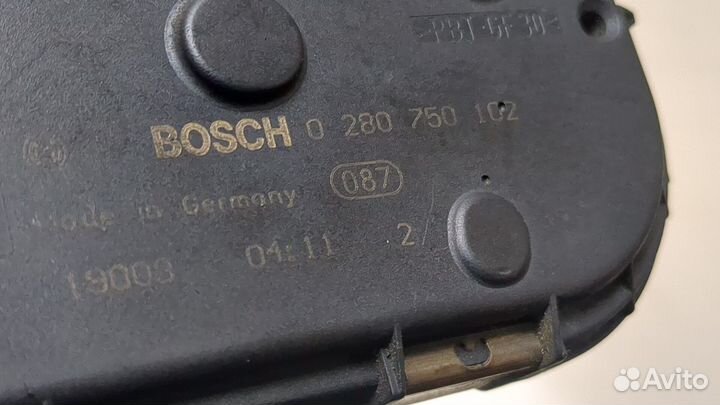 >PBT-GF30<
BOSCH 0 280 750 102
087
Made in Germany
19003 04:11 2/
Avito